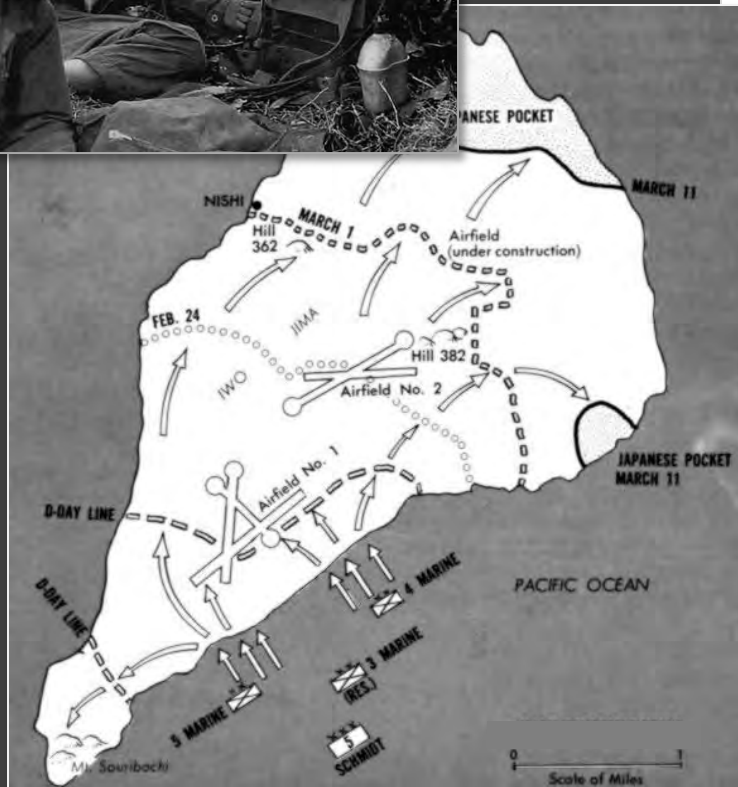 ANESE POCKET
MARCH 11
NISHI
MARCH 1
Hill
362
Airfield
(under construction)
FEB. 24
JIMA
IWO
Hill 382
Airfield No. 2
Airfield No. 1
JAPANESE POCKET
MARCH 11
D-DAY LINE
D-DAY LINE
4 MARINE
PACIFIC OCEAN
3 MARINE
(RES.)
5 MARINE
5
SCHMIDT
Mt. Souribachi
0 1
Scale of Miles